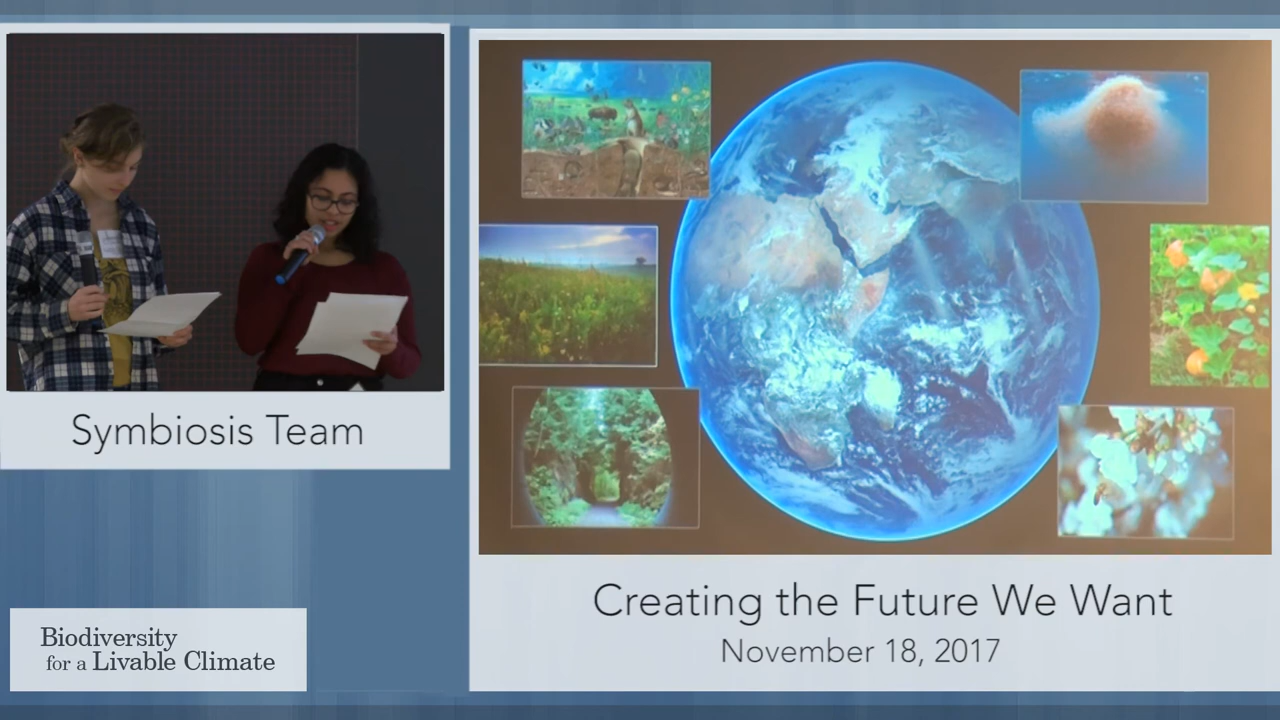 Symbiosis Team
Creating the Future We Want
November 18, 2017
Biodiversity
for a Livable Climate